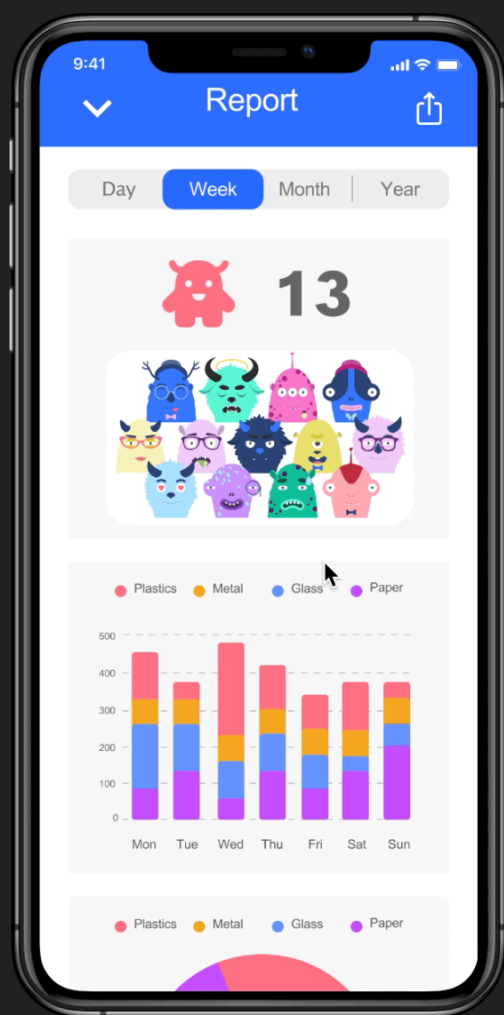 9:41
Report
Day Week Month Year
13
Plastics Metal Glass Paper
500
400
300
200
100
0
Mon Tue Wed Thu Fri Sat Sun
Plastics Metal Glass Paper